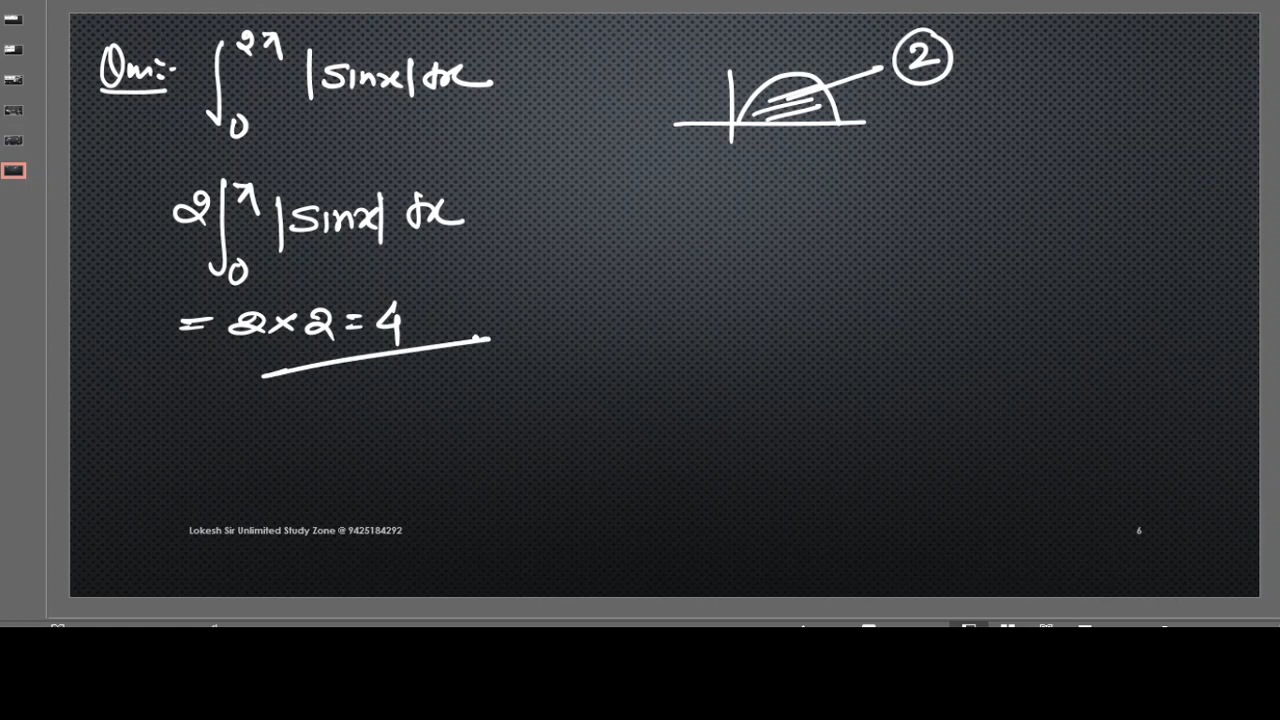 Qn:- ∫₀^2π |sinx| dx
2
2∫₀^π |sinx| dx
= 2×2=4
Lokesh Sir Unlimited Study Zone @ 9425184292
6